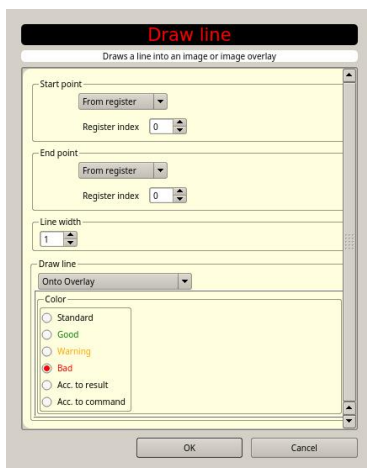 Draw line
Draws a line into an image or image overlay
Start point
From register
Register index 0
End point
From register
Register index 0
Line width
1
Draw line
Onto Overlay
Color
Standard
Good
Warning
Bad
Acc. to result
Acc. to command
OK Cancel